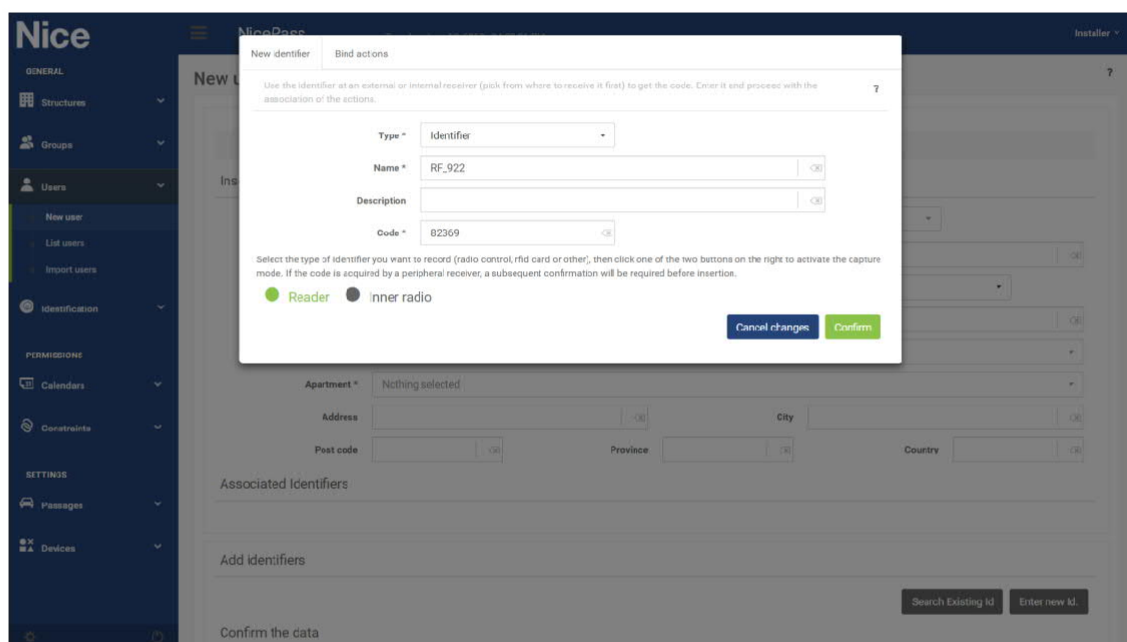 Nice
NicePass
Installer
GENERAL
Structures
Groups
Users
New user
List users
Import users
Identification
PERMISSIONS
Calendars
Constraints
SETTINGS
Passages
Devices
New u
?
Ins
New identifier
Bind actions
Use the identifier at an external or internal receiver (pick from where to receive it first) to get the code. Enter it and proceed with the
association of the actions.
?
Type * Identifier
Name * RF_922
Description
Code * 82369
Select the type of identifier you want to record (radio control, rfid card or other), then click one of the two buttons on the right to activate the capture
mode. If the code is acquired by a peripheral receiver, a subsequent confirmation will be required before insertion.
Reader Inner radio
Cancel changes Confirm
Apartment * Nothing selected
Address City
Post code Province Country
Associated Identifiers
Add identifiers
Search Existing Id Enter new Id.
Confirm the data